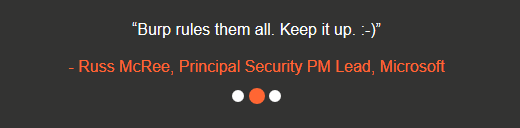 “Burp rules them all. Keep it up. :-)”
- Russ McRee, Principal Security PM Lead, Microsoft